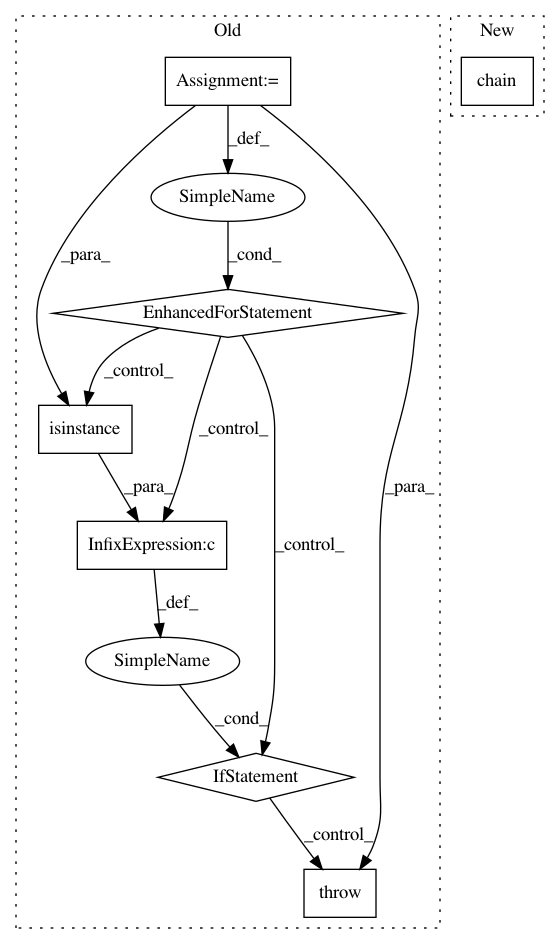 Old
New
Assignment:=
chain
_def_
SimpleName
_para_
_cond_
EnhancedForStatement
_control_
isinstance
_control_
_para_
_para_
InfixExpression:c
_control_
_def_
SimpleName
_cond_
IfStatement
_control_
throw